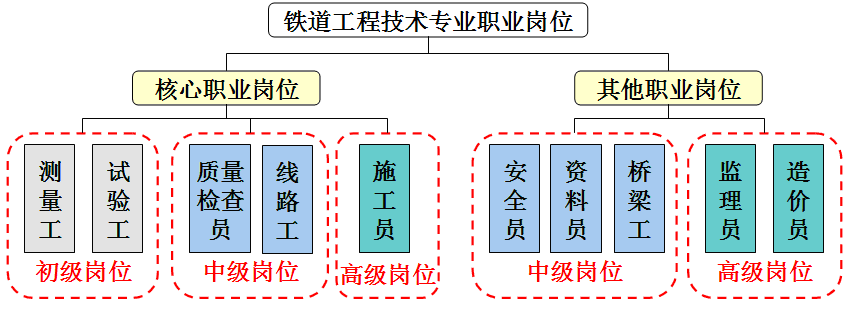 铁道工程技术专业职业岗位
核心职业岗位
其他职业岗位
测量工
试验工
质量检查员
线路工
施工员
安全员
资料员
桥梁工
监理员
造价员
初级岗位
中级岗位
高级岗位
中级岗位
高级岗位